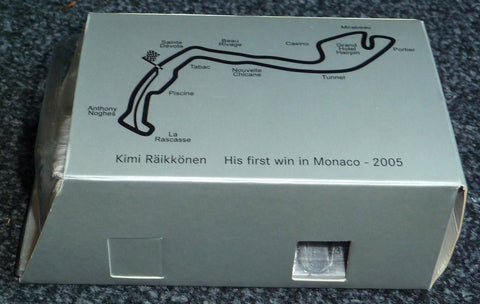 Mirabeau
Sainte
Dévote
Beau
Rivage
Casino
Grand
Hotel
Hairpin
Portier
Tabac
Nouvelle
Chicane
Tunnel
Piscine
Anthony
Noghes
La
Rascasse
Kimi Räikkönen His first win in Monaco - 2005